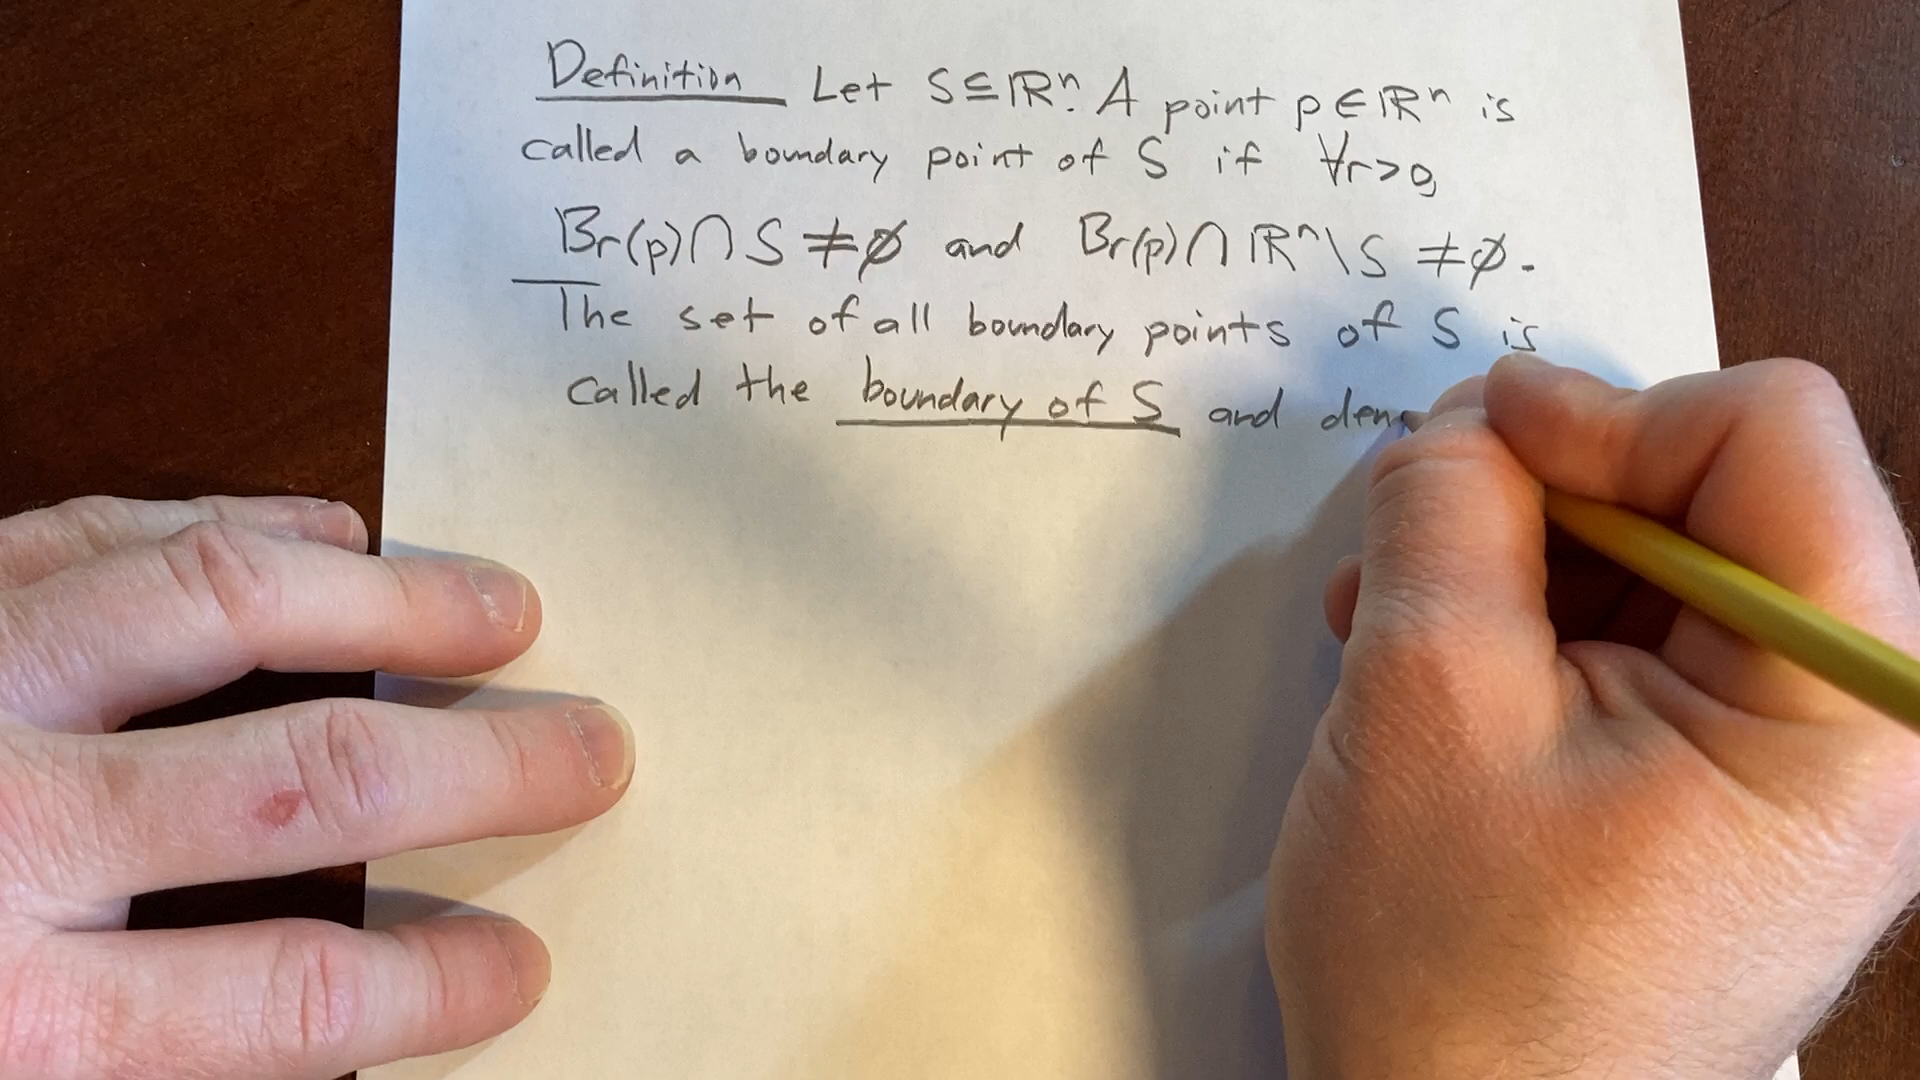 Definition Let S⊆ℝⁿ. A point p∈ℝⁿ is
called a boundary point of S if ∀r>0,
Br(p)∩S≠∅ and Br(p)∩ℝⁿ\S≠∅.
The set of all boundary points of S is
called the boundary of S and